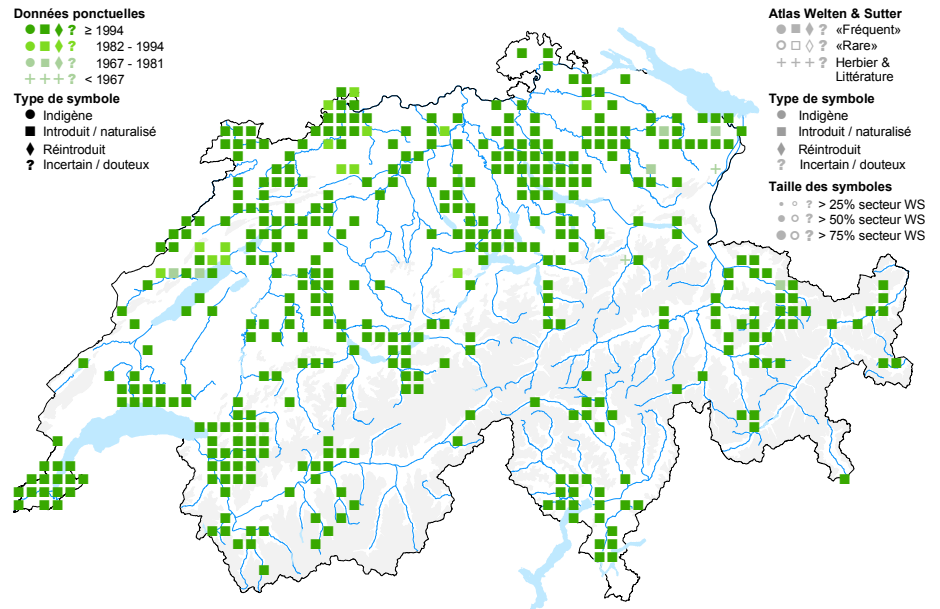 Données ponctuelles
? ≥ 1994
? 1982 - 1994
? 1967 - 1981
? < 1967
Type de symbole
Indigène
Introduit / naturalisé
Réintroduit
? Incertain / douteux
Atlas Welten & Sutter
? «Fréquent»
? «Rare»
? Herbier &
Littérature
Type de symbole
Indigène
Introduit / naturalisé
Réintroduit
? Incertain / douteux
Taille des symboles
? > 25% secteur WS
? > 50% secteur WS
? > 75% secteur WS